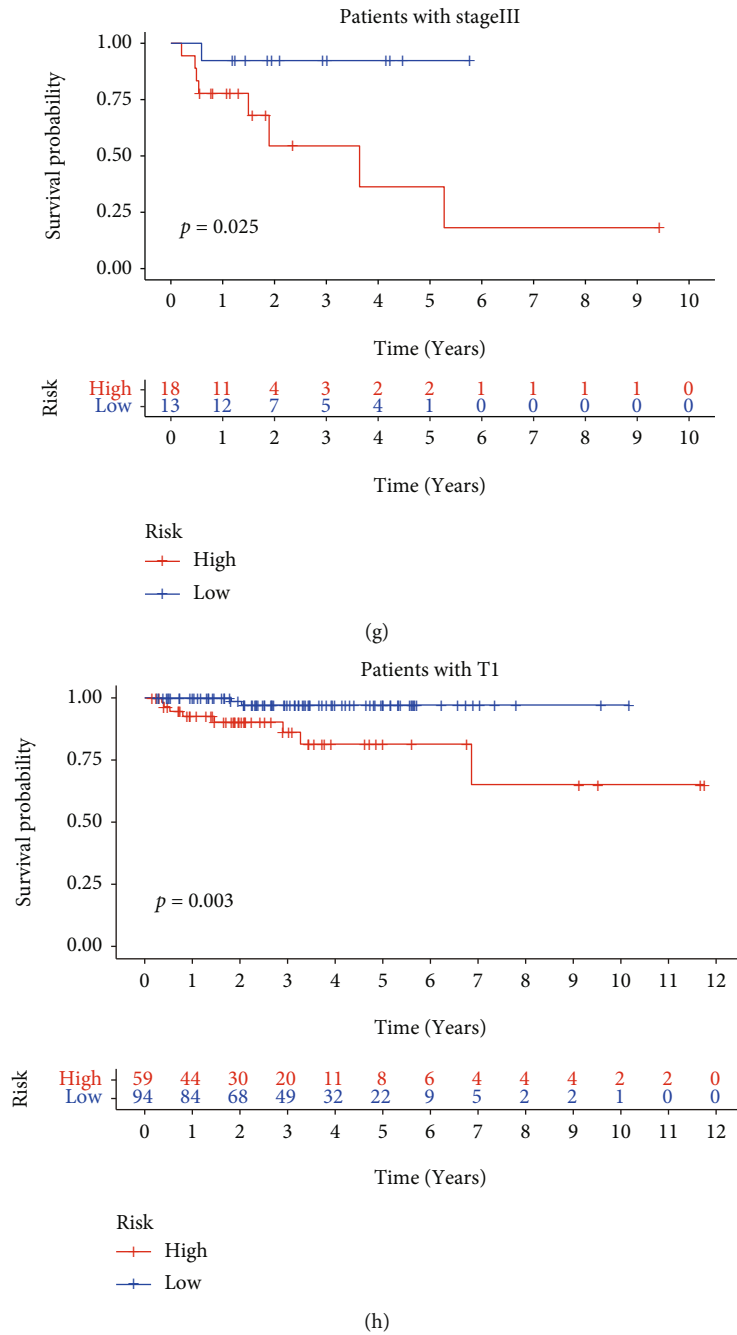 Patients with stageIII
1.00
0.75
0.50
0.25
0.00
Survival probability
p = 0.025
0 1 2 3 4 5 6 7 8 9 10
Time (Years)
Risk
High 18 11 4 3 2 2 1 1 1 1 0
Low 13 12 7 5 4 1 0 0 0 0 0
0 1 2 3 4 5 6 7 8 9 10
Time (Years)
Risk
High
Low
(g)
Patients with T1
1.00
0.75
0.50
0.25
0.00
Survival probability
p = 0.003
0 1 2 3 4 5 6 7 8 9 10 11 12
Time (Years)
Risk
High 59 44 30 20 11 8 6 4 4 4 2 2 0
Low 94 84 68 49 32 22 9 5 2 2 1 0 0
0 1 2 3 4 5 6 7 8 9 10 11 12
Time (Years)
Risk
High
Low
(h)